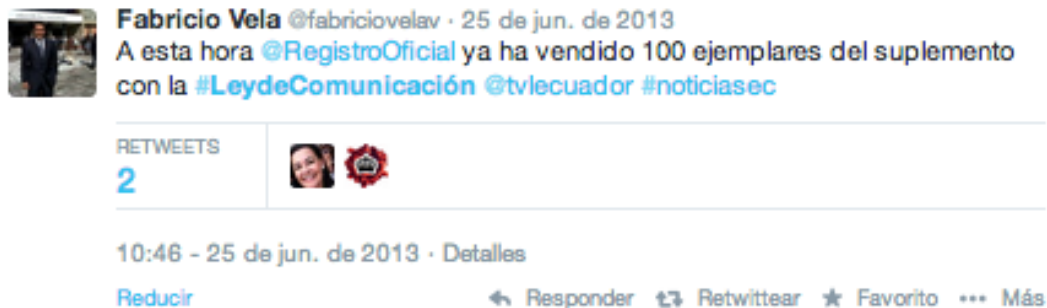 Fabricio Vela @fabriciovelav · 25 de jun. de 2013
A esta hora @RegistroOficial ya ha vendido 100 ejemplares del suplemento
con la #LeydeComunicación @tvlecuador #noticiasec
RETWEETS
2
10:46 - 25 de jun. de 2013 · Detalles
Reducir Responder Retwittear Favorito ••• Más